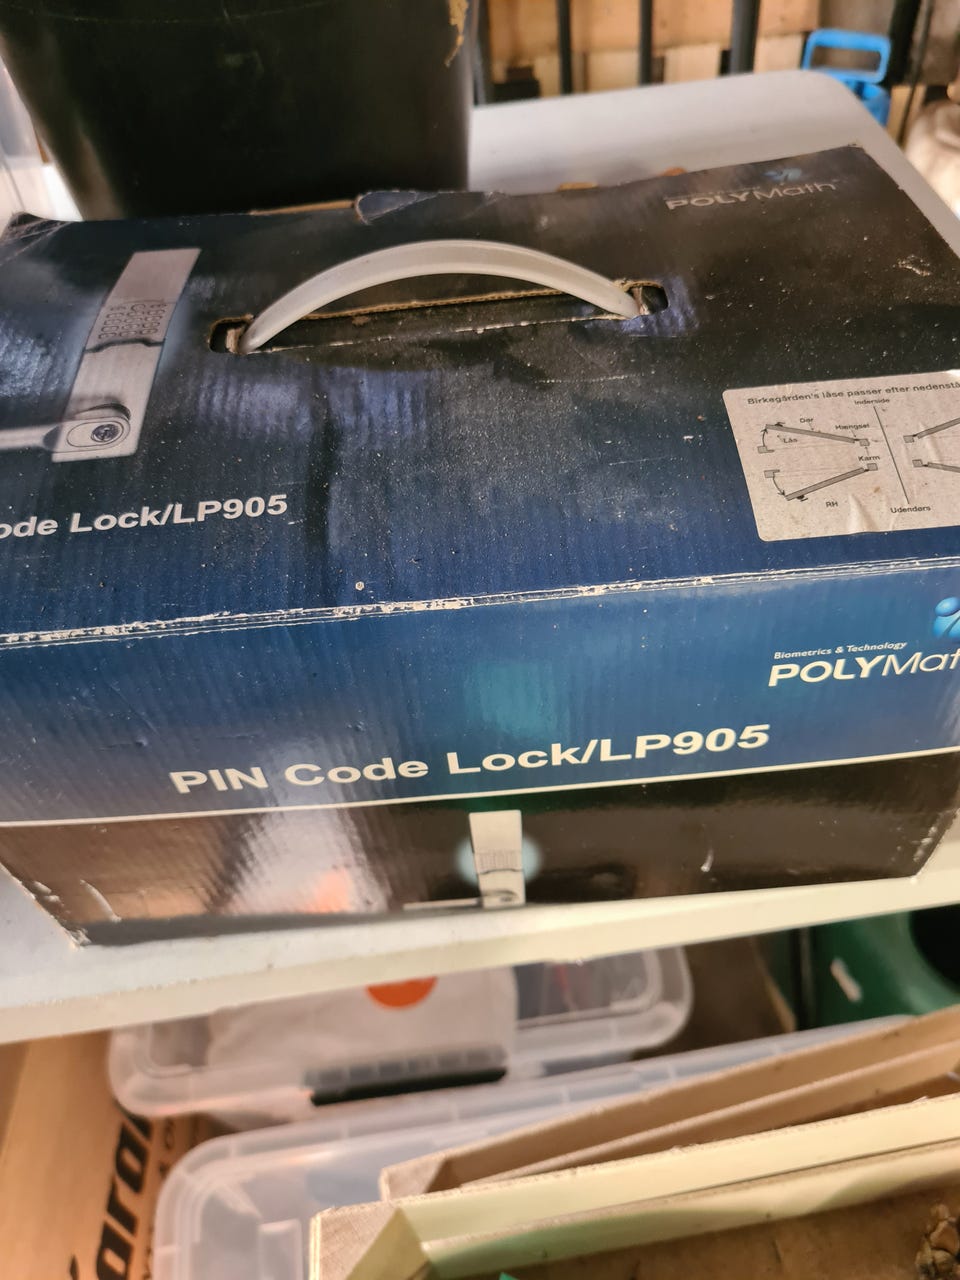 POLYMath
ode Lock/LP905
Birkegården's låse passer efter nedenstå
Inderside
Dør
Hængsel
Lås
Karm
RH
Udendørs
Biometrics & Technology
POLYMat
PIN Code Lock/LP905